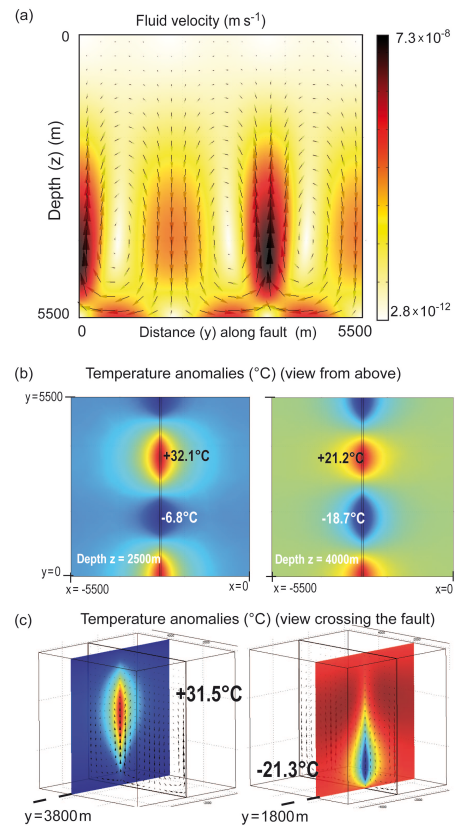 (a)
Fluid velocity (m s-1)
0
7.3×10-8
Depth (z) (m)
5500
2.8×10-12
0
Distance (y) along fault (m)
5500
(b)
Temperature anomalies (°C) (view from above)
y=5500
+32.1°C
+21.2°C
-6.8°C
-18.7°C
Depth z = 2500m
Depth z = 4000m
y=0
x= -5500
x=0
x = -5500
x=0
(c)
Temperature anomalies (°C) (view crossing the fault)
+31.5°C
-21.3°C
y=3800m
y=1800m